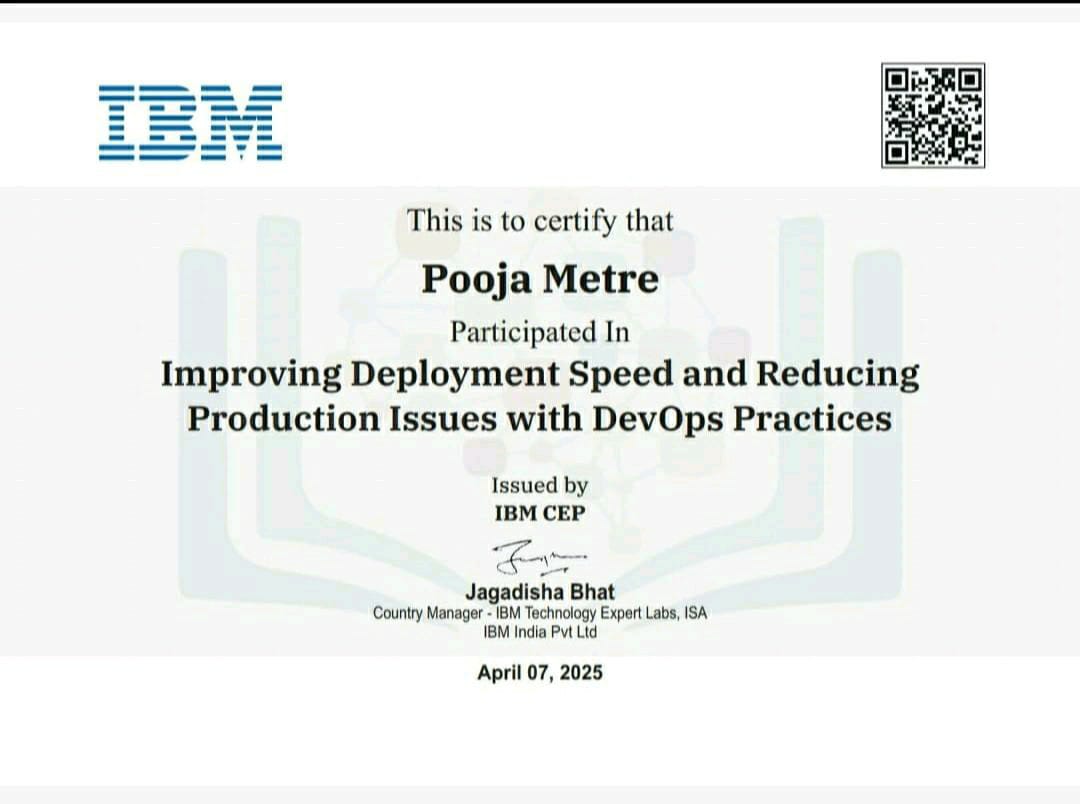 IBM
This is to certify that
Pooja Metre
Participated In
Improving Deployment Speed and Reducing
Production Issues with DevOps Practices
Issued by
IBM CEP
Jagadisha Bhat
Country Manager - IBM Technology Expert Labs, ISA
IBM India Pvt Ltd
April 07, 2025